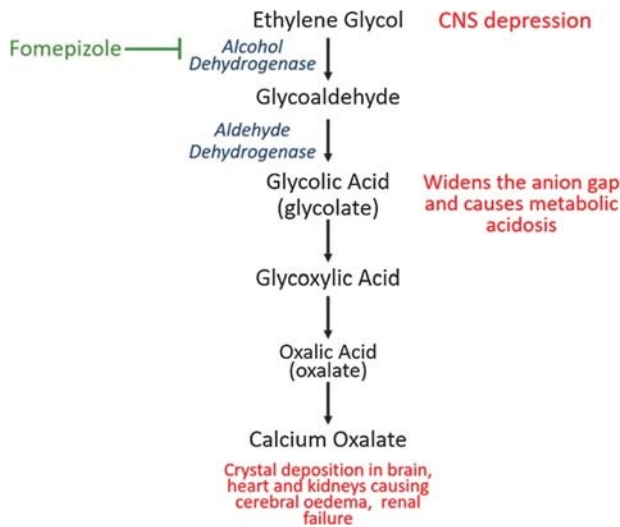 Ethylene Glycol
CNS depression
Fomepizole
Alcohol
Dehydrogenase
Glycoaldehyde
Aldehyde
Dehydrogenase
Glycolic Acid
(glycolate)
Widens the anion gap
and causes metabolic
acidosis
Glycoxylic Acid
Oxalic Acid
(oxalate)
Calcium Oxalate
Crystal deposition in brain,
heart and kidneys causing
cerebral oedema, renal
failure